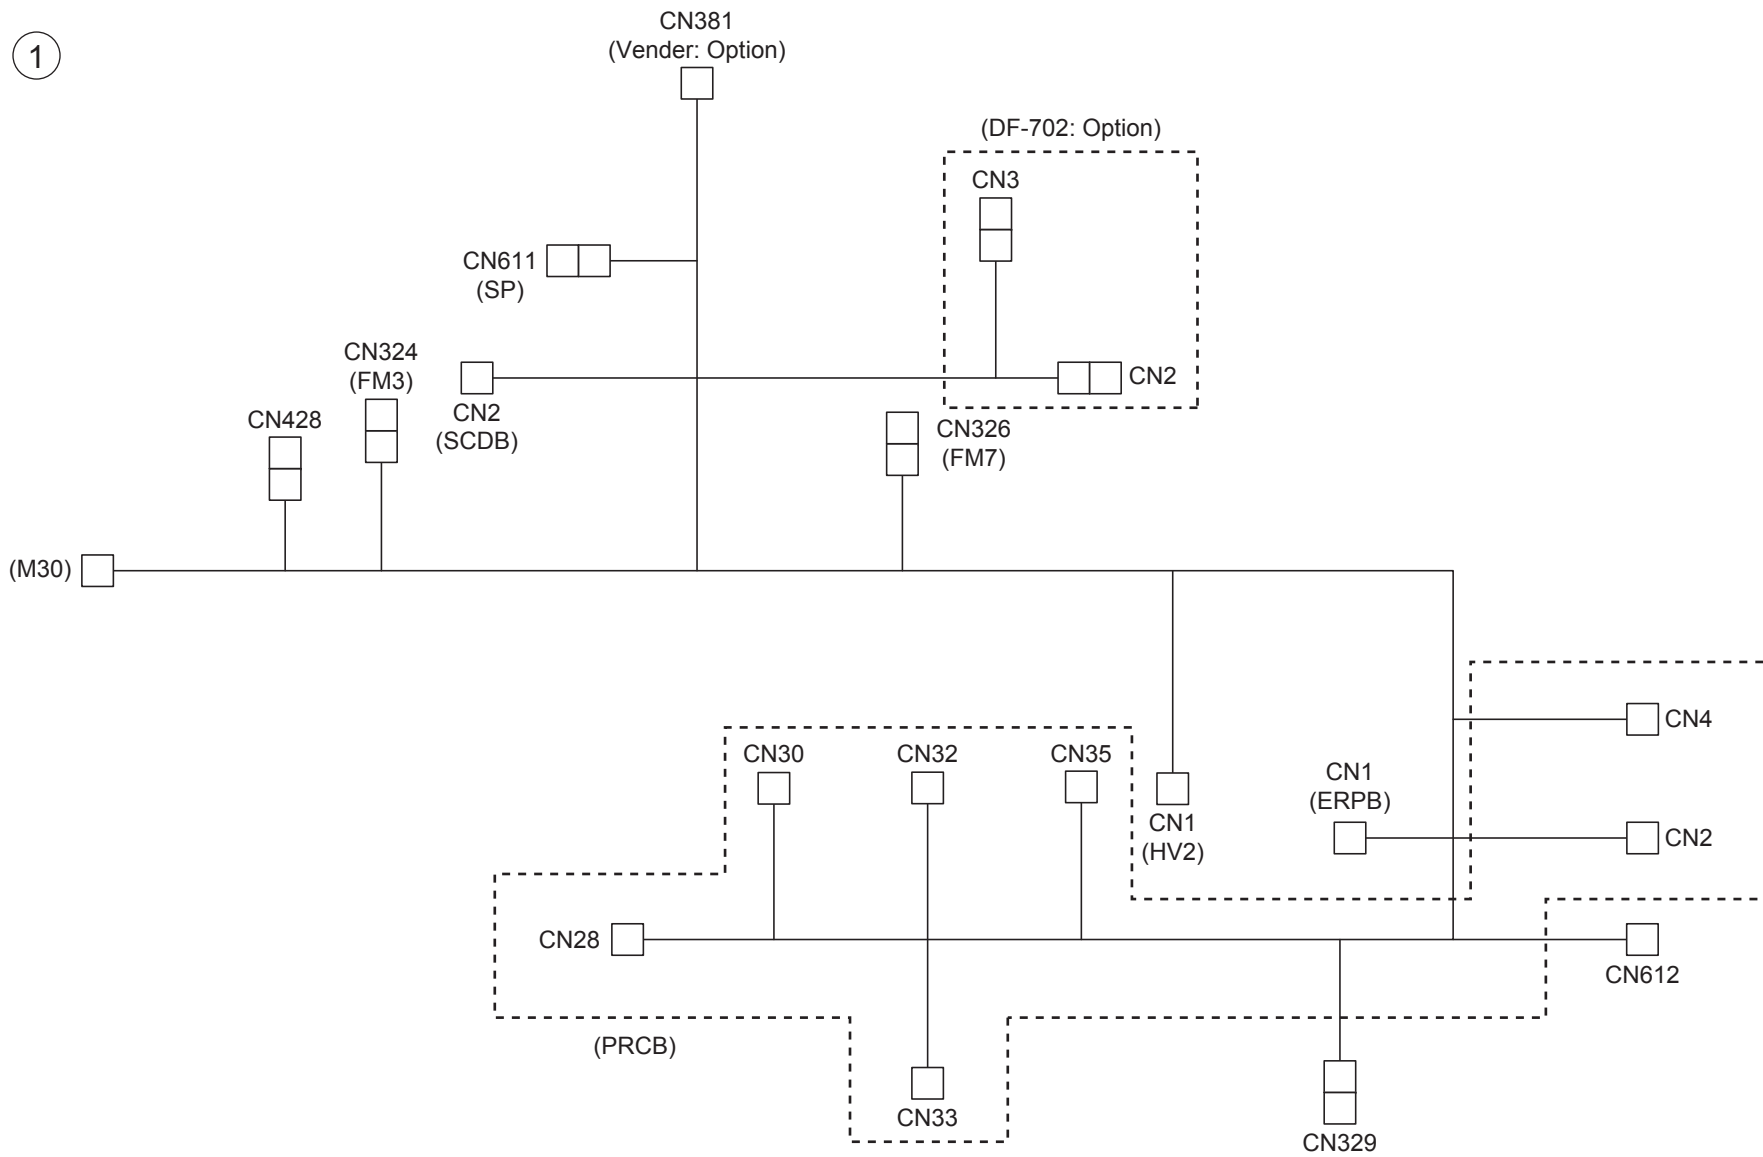 1
CN381
(Vender: Option)
(DF-702: Option)
CN3
CN611
(SP)
CN324
(FM3)
CN2
CN2
(SCDB)
CN428
CN326
(FM7)
(M30)
CN4
CN30
CN32
CN35
CN1
(ERPB)
CN1
(HV2)
CN2
CN28
CN612
(PRCB)
CN33
CN329